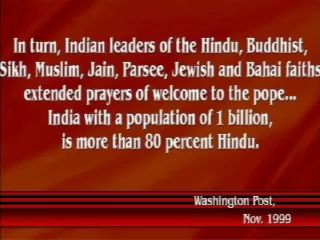 In turn, Indian leaders of the Hindu, Buddhist,
Sikh, Muslim, Jain, Parsee, Jewish and Bahai faiths
extended prayers of welcome to the pope...
India with a population of 1 billion,
is more than 80 percent Hindu.
Washington Post,
Nov. 1999